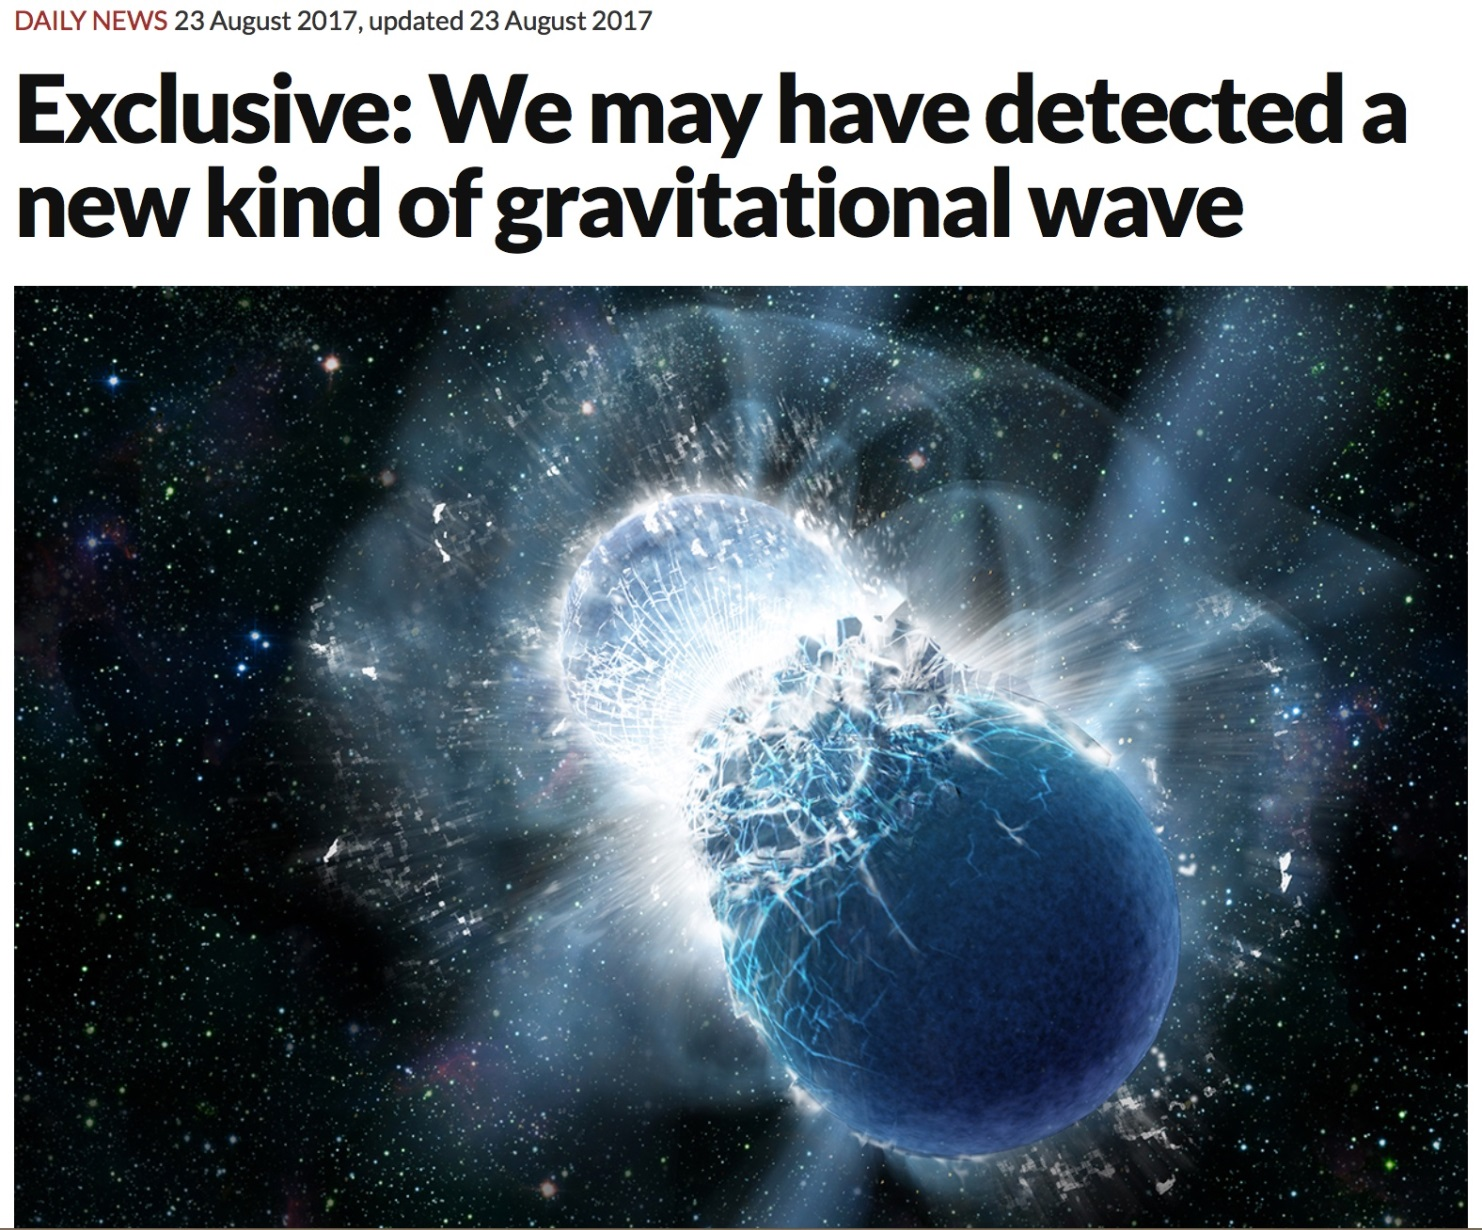 DAILY NEWS 23 August 2017, updated 23 August 2017
Exclusive: We may have detected a
new kind of gravitational wave